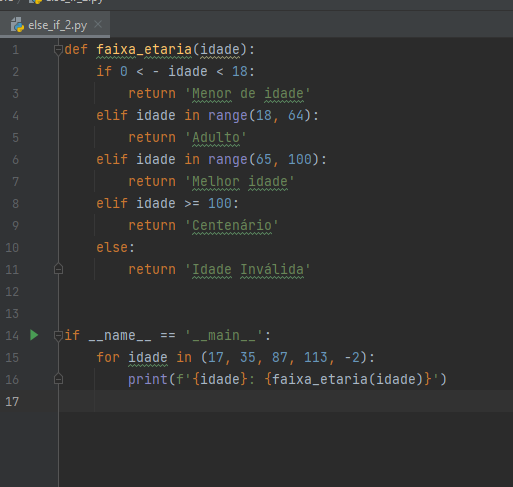 else_if_2.py
else_if_2.py
1 def faixa_etaria(idade):
2 if 0 < - idade < 18:
3 return 'Menor de idade'
4 elif idade in range(18, 64):
5 return 'Adulto'
6 elif idade in range(65, 100):
7 return 'Melhor idade'
8 elif idade >= 100:
9 return 'Centenário'
10 else:
11 return 'Idade Inválida'
12
13
14 if __name__ == '__main__':
15 for idade in (17, 35, 87, 113, -2):
16 print(f'{idade}: {faixa_etaria(idade)}')
17